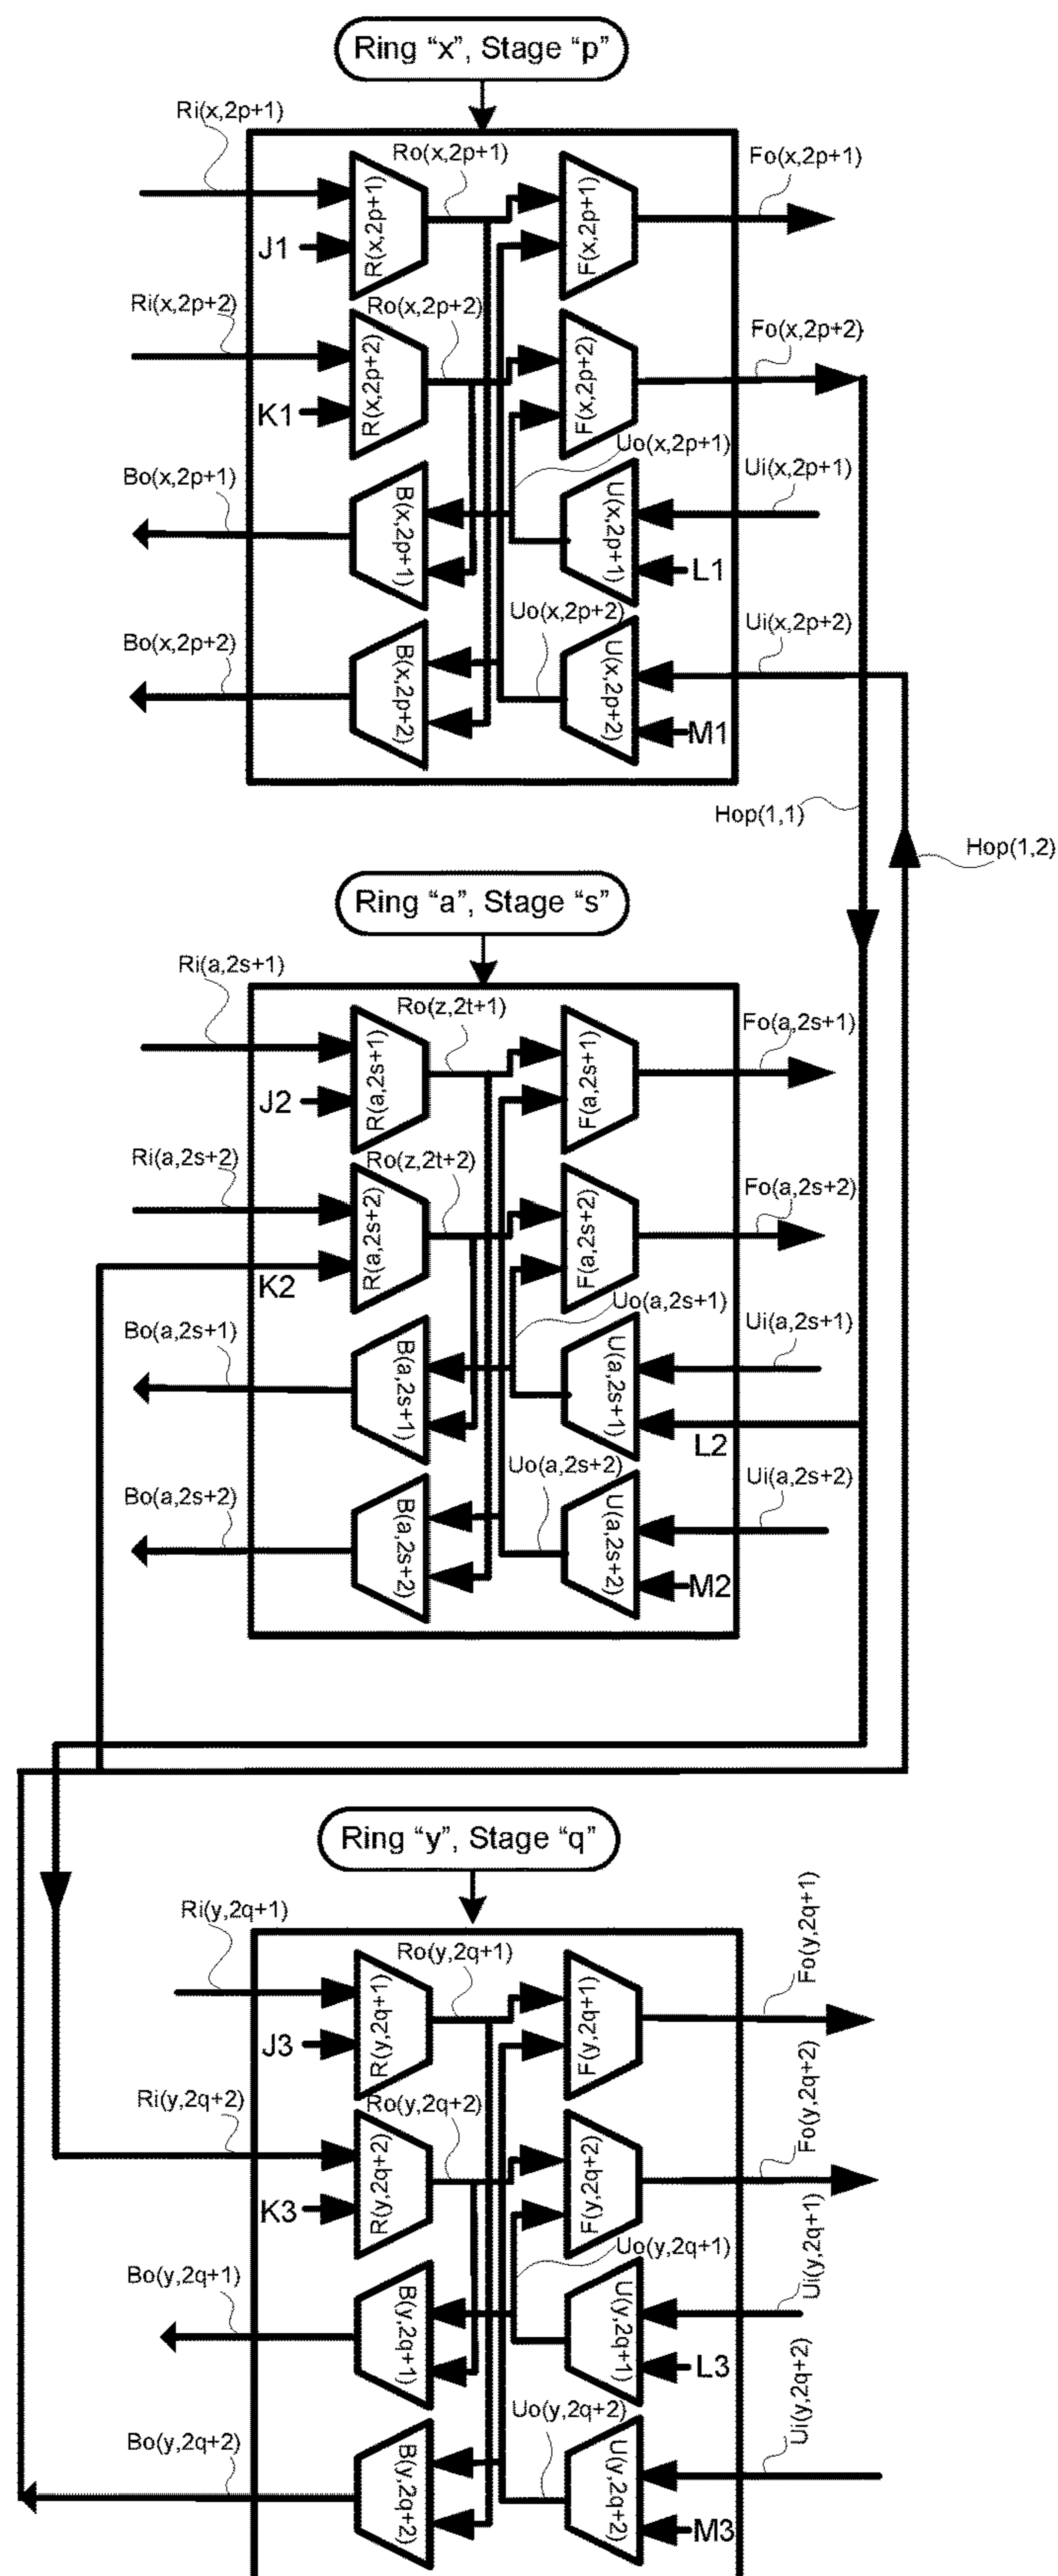 Ring “x”, Stage “p”
Ri(x,2p+1)
Ro(x,2p+1)
Fo(x,2p+1)
R(x,2p+1)
F(x,2p+1)
J1
Ri(x,2p+2)
Ro(x,2p+2)
Fo(x,2p+2)
R(x,2p+2)
F(x,2p+2)
K1
Uo(x,2p+1)
Bo(x,2p+1)
Ui(x,2p+1)
B(x,2p+1)
U(x,2p+1)
L1
Uo(x,2p+2)
Bo(x,2p+2)
Ui(x,2p+2)
B(x,2p+2)
U(x,2p+2)
M1
Hop(1,1)
Hop(1,2)
Ring “a”, Stage “s”
Ri(a,2s+1)
Ro(z,2t+1)
Fo(a,2s+1)
R(a,2s+1)
F(a,2s+1)
J2
Ri(a,2s+2)
Ro(z,2t+2)
Fo(a,2s+2)
R(a,2s+2)
F(a,2s+2)
K2
Uo(a,2s+1)
Bo(a,2s+1)
Ui(a,2s+1)
B(a,2s+1)
U(a,2s+1)
L2
Uo(a,2s+2)
Bo(a,2s+2)
Ui(a,2s+2)
B(a,2s+2)
U(a,2s+2)
M2
Ring “y”, Stage “q”
Ri(y,2q+1)
Ro(y,2q+1)
Fo(y,2q+1)
R(y,2q+1)
F(y,2q+1)
J3
Ri(y,2q+2)
Ro(y,2q+2)
Fo(y,2q+2)
R(y,2q+2)
F(y,2q+2)
K3
Uo(y,2q+1)
Bo(y,2q+1)
Ui(y,2q+1)
B(y,2q+1)
U(y,2q+1)
L3
Uo(y,2q+2)
Bo(y,2q+2)
Ui(y,2q+2)
B(y,2q+2)
U(y,2q+2)
M3